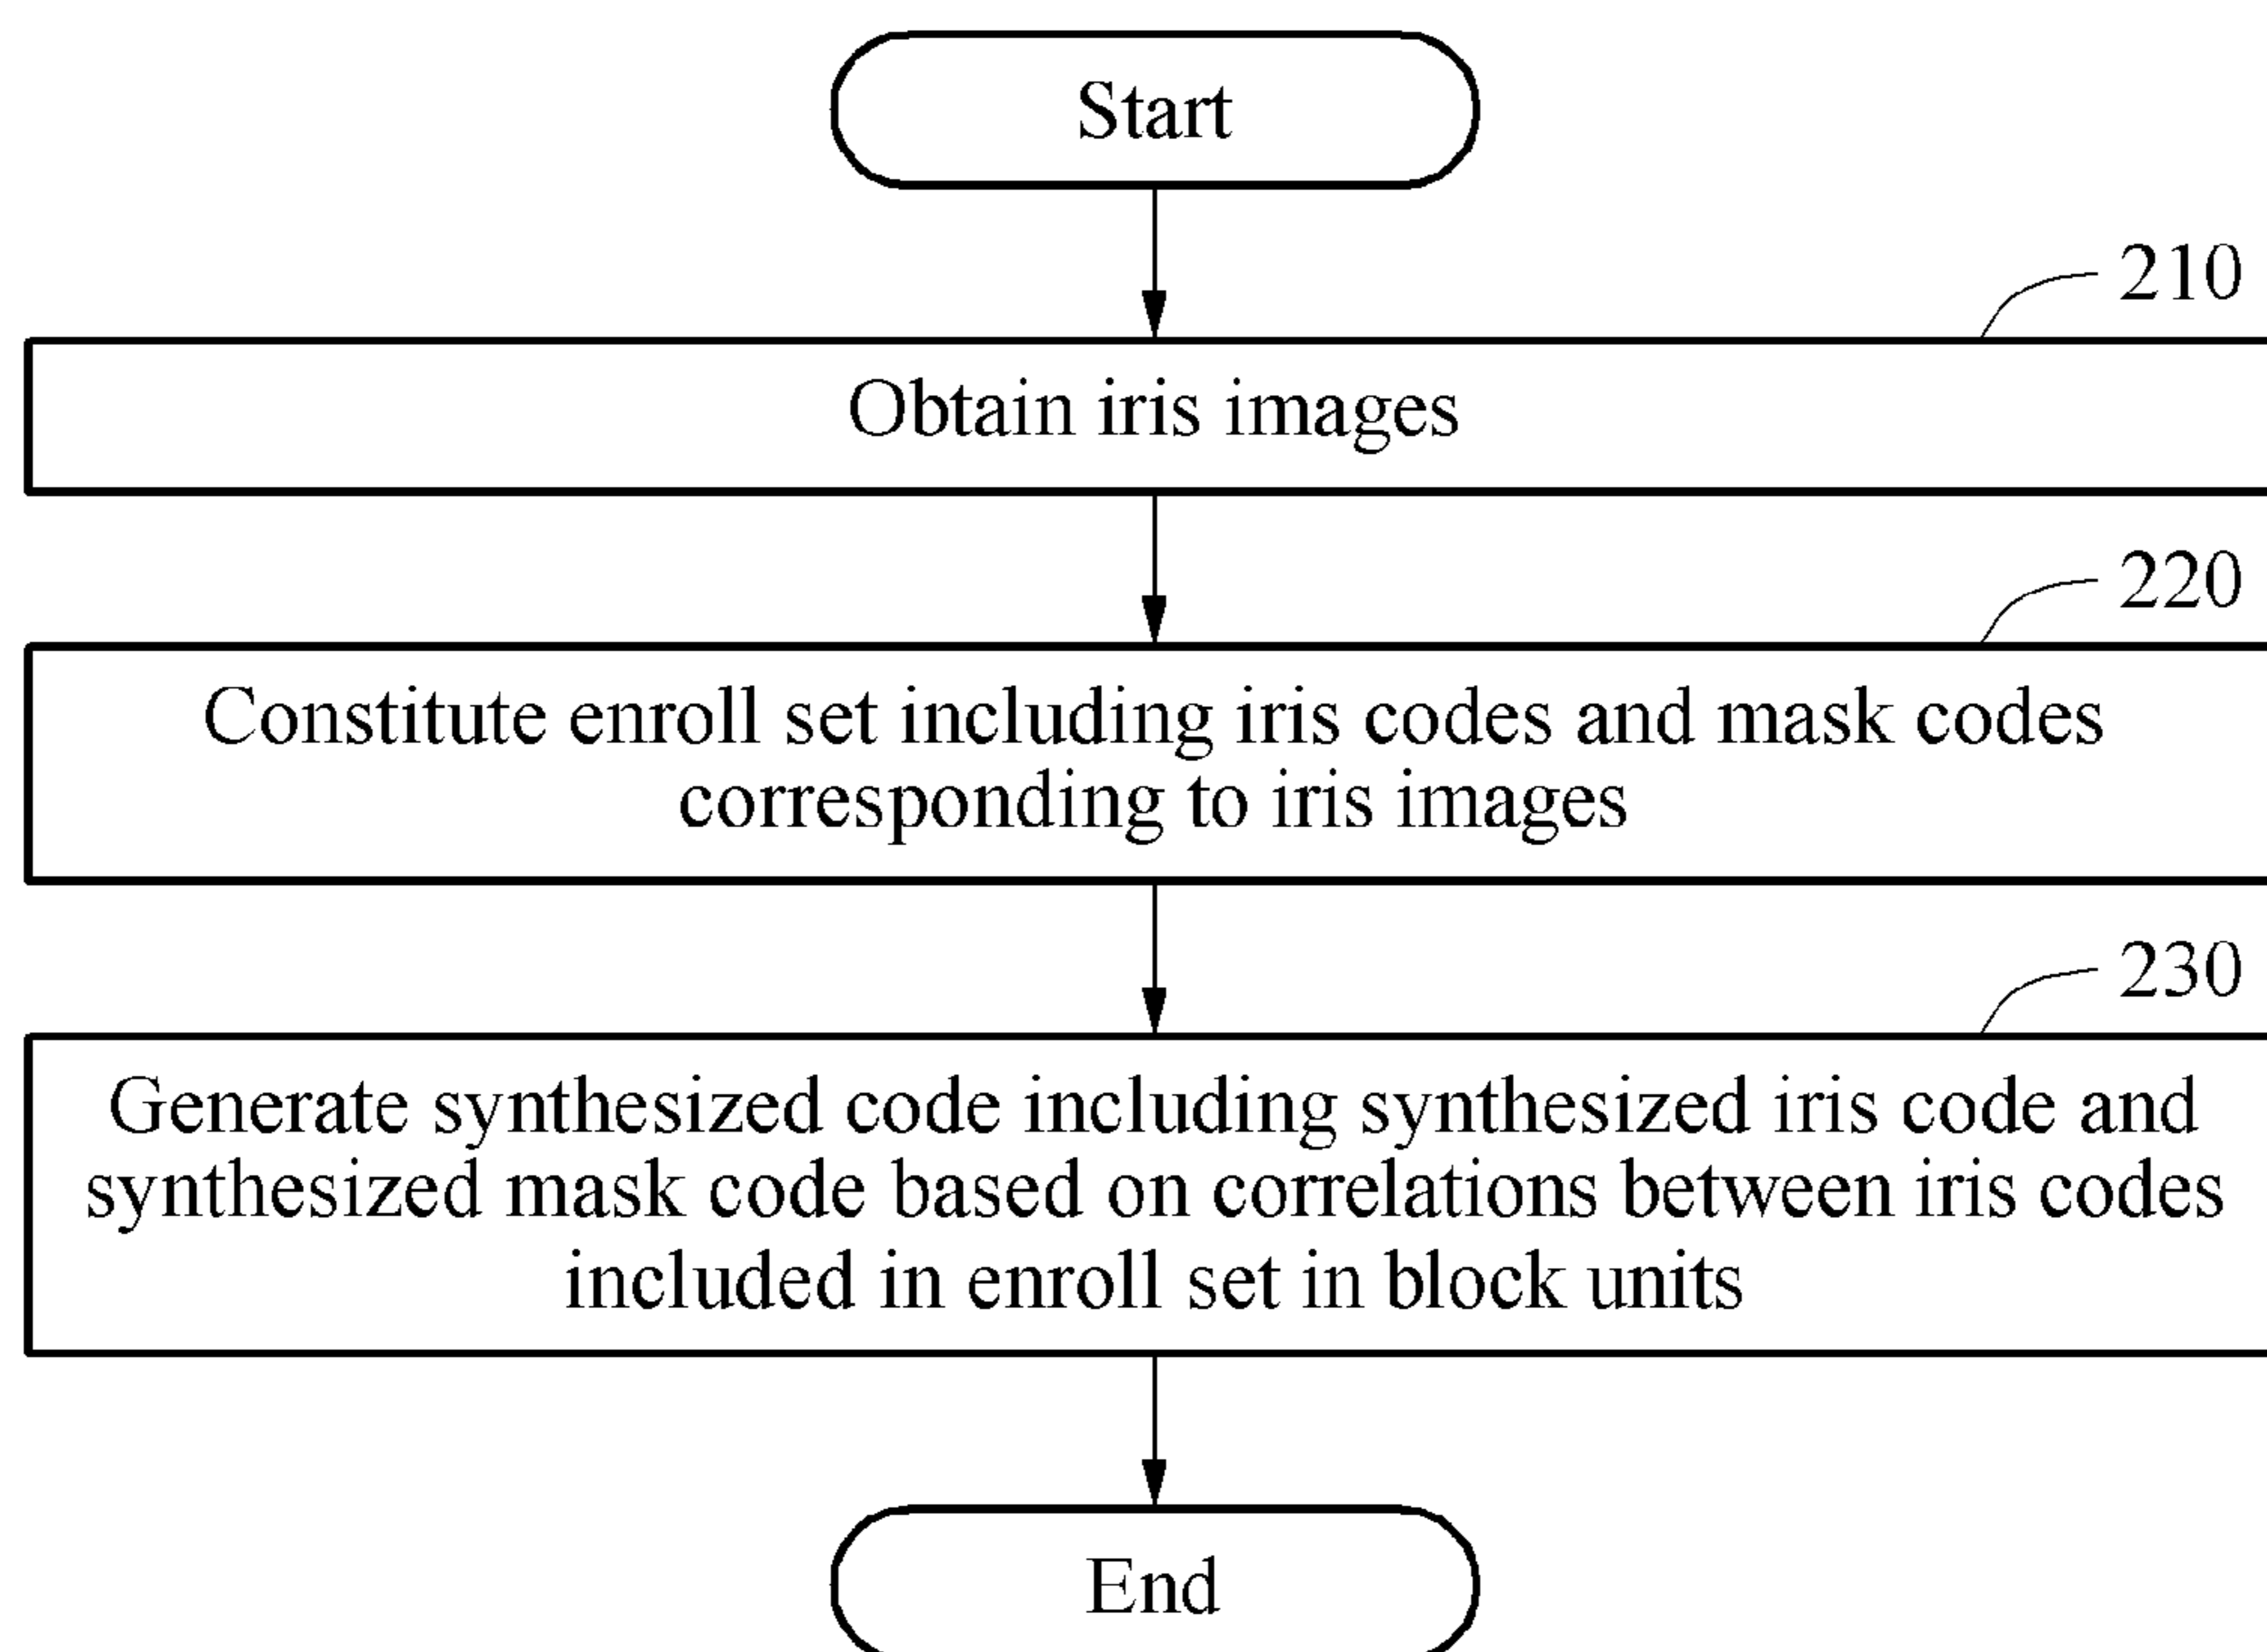 Start
210
Obtain iris images
220
Constitute enroll set including iris codes and mask codes
corresponding to iris images
230
Generate synthesized code including synthesized iris code and
synthesized mask code based on correlations between iris codes
included in enroll set in block units
End